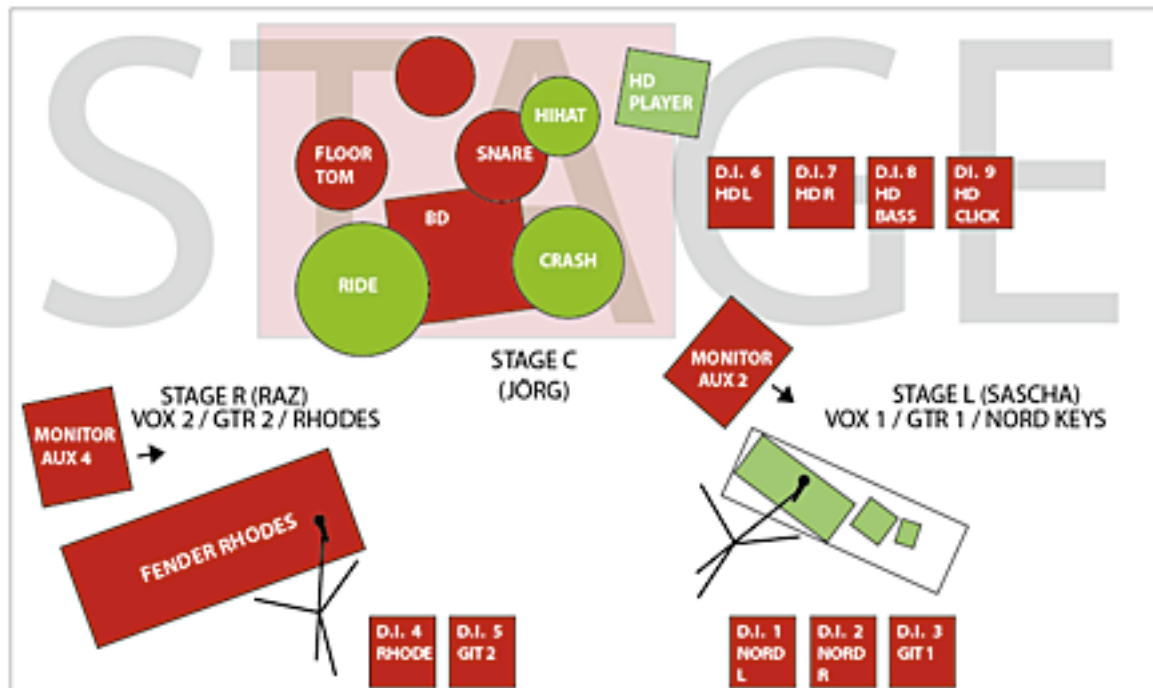 STAGE
HD
PLAYER
HIHAT
FLOOR
TOM
SNARE
BD
RIDE
CRASH
D.I. 6
HD L
D.I. 7
HD R
D.I. 8
HD
BASS
DI. 9
HD
CLICK
STAGE C
(JÖRG)
MONITOR
AUX 2
STAGE R (RAZ)
VOX 2 / GTR 2 / RHODES
STAGE L (SASCHA)
VOX 1 / GTR 1 / NORD KEYS
MONITOR
AUX 4
FENDER RHODES
D.I. 4
RHODE
D.I. 5
GIT 2
D.I. 1
NORD
L
D.I. 2
NORD
R
D.I. 3
GIT 1